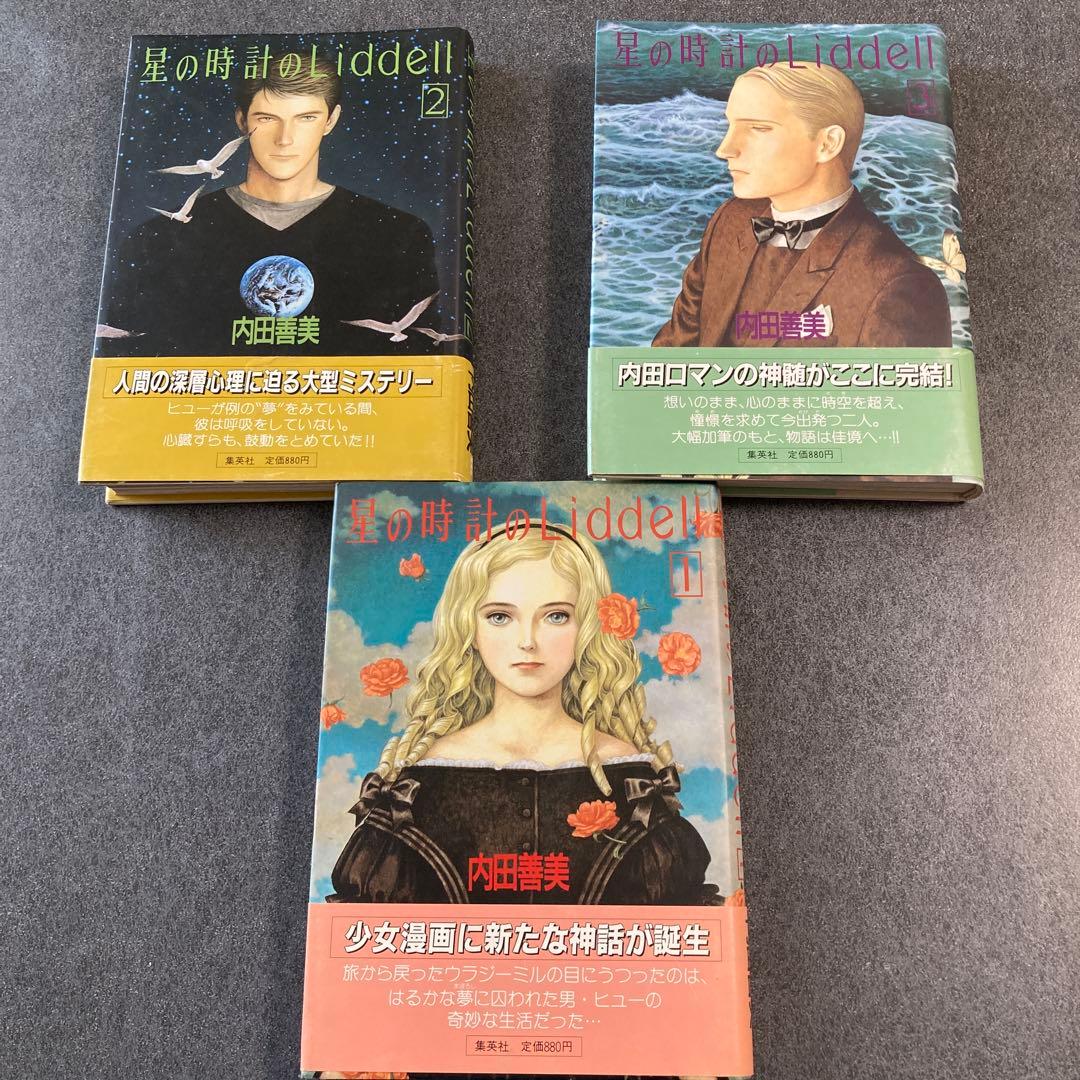 星の時計のLiddell
2
内田善美
人間の深層心理に迫る大型ミステリー
ヒューが例の"夢"をみている間、
彼は呼吸をしていない。
心臓すらも、鼓動をとめていた!!
集英社 定価880円
星の時計のLiddell
3
内田善美
内田ロマンの神髄がここに完結!
想いのまま、心のままに時空を超え、
憧憬を求めて今出発つ二人。
大幅加筆のもと、物語は佳境へ…!!
集英社 定価880円
星の時計のLiddell
1
内田善美
少女漫画に新たな神話が誕生
旅から戻ったウラジーミルの目にうつったのは、
はるかな夢に囚われた男・ヒューの
奇妙な生活だった…
集英社 定価880円